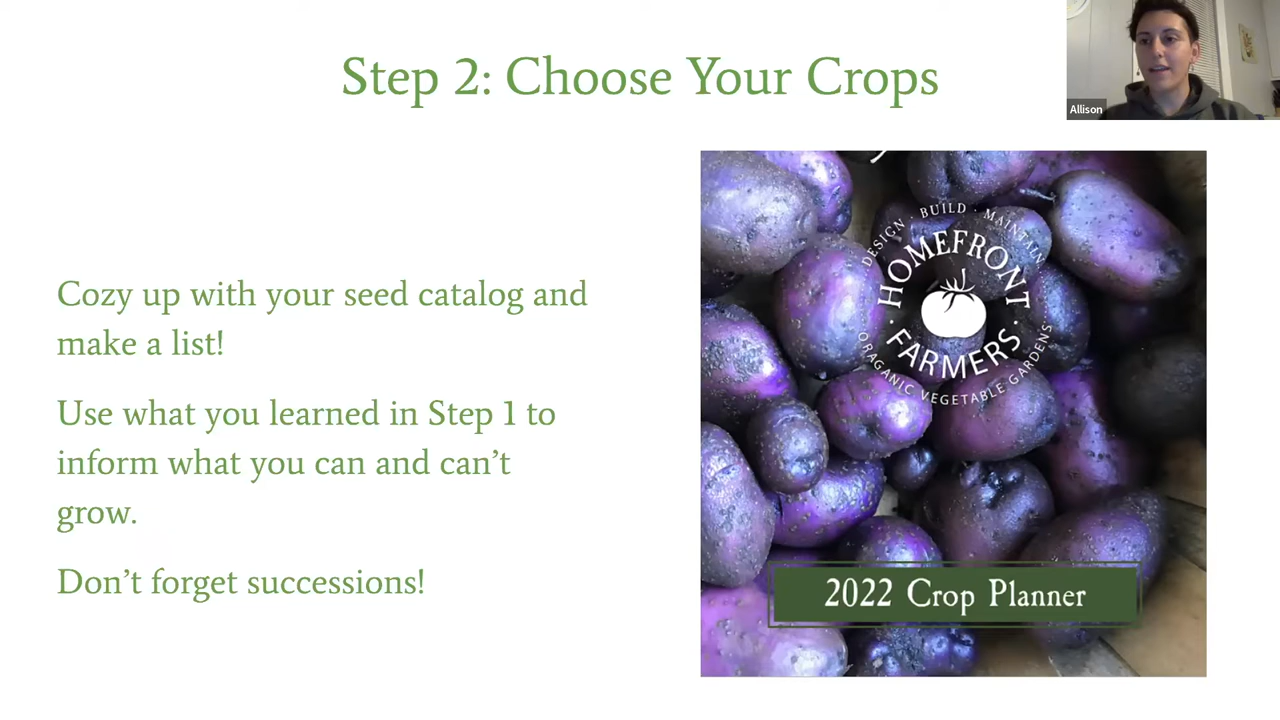 Step 2: Choose Your Crops
Allison
Cozy up with your seed catalog and
make a list!
Use what you learned in Step 1 to
inform what you can and can’t
grow.
Don’t forget successions!
DESIGN · BUILD · MAINTAIN
· HOMEFRONT ·
FARMERS
ORAGANIC VEGETABLE GARDENS
2022 Crop Planner